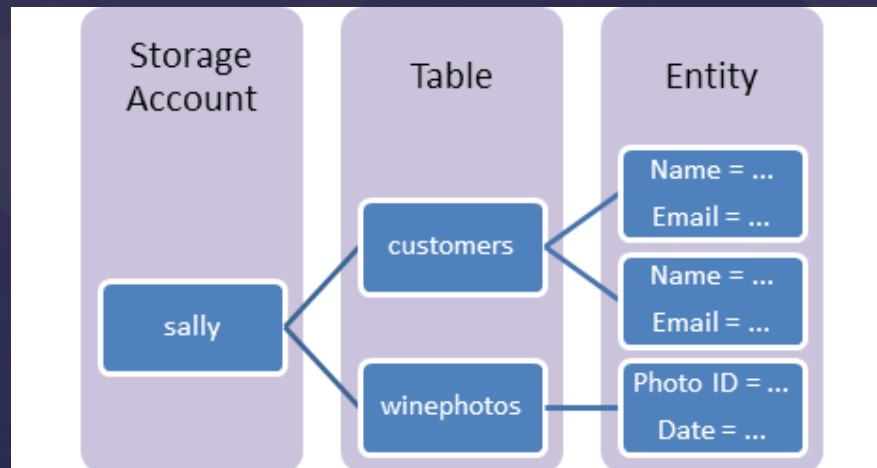 Storage
Account
Table
Entity
sally
customers
winephotos
Name = ...
Email = ...
Name = ...
Email = ...
Photo ID = ...
Date = ...